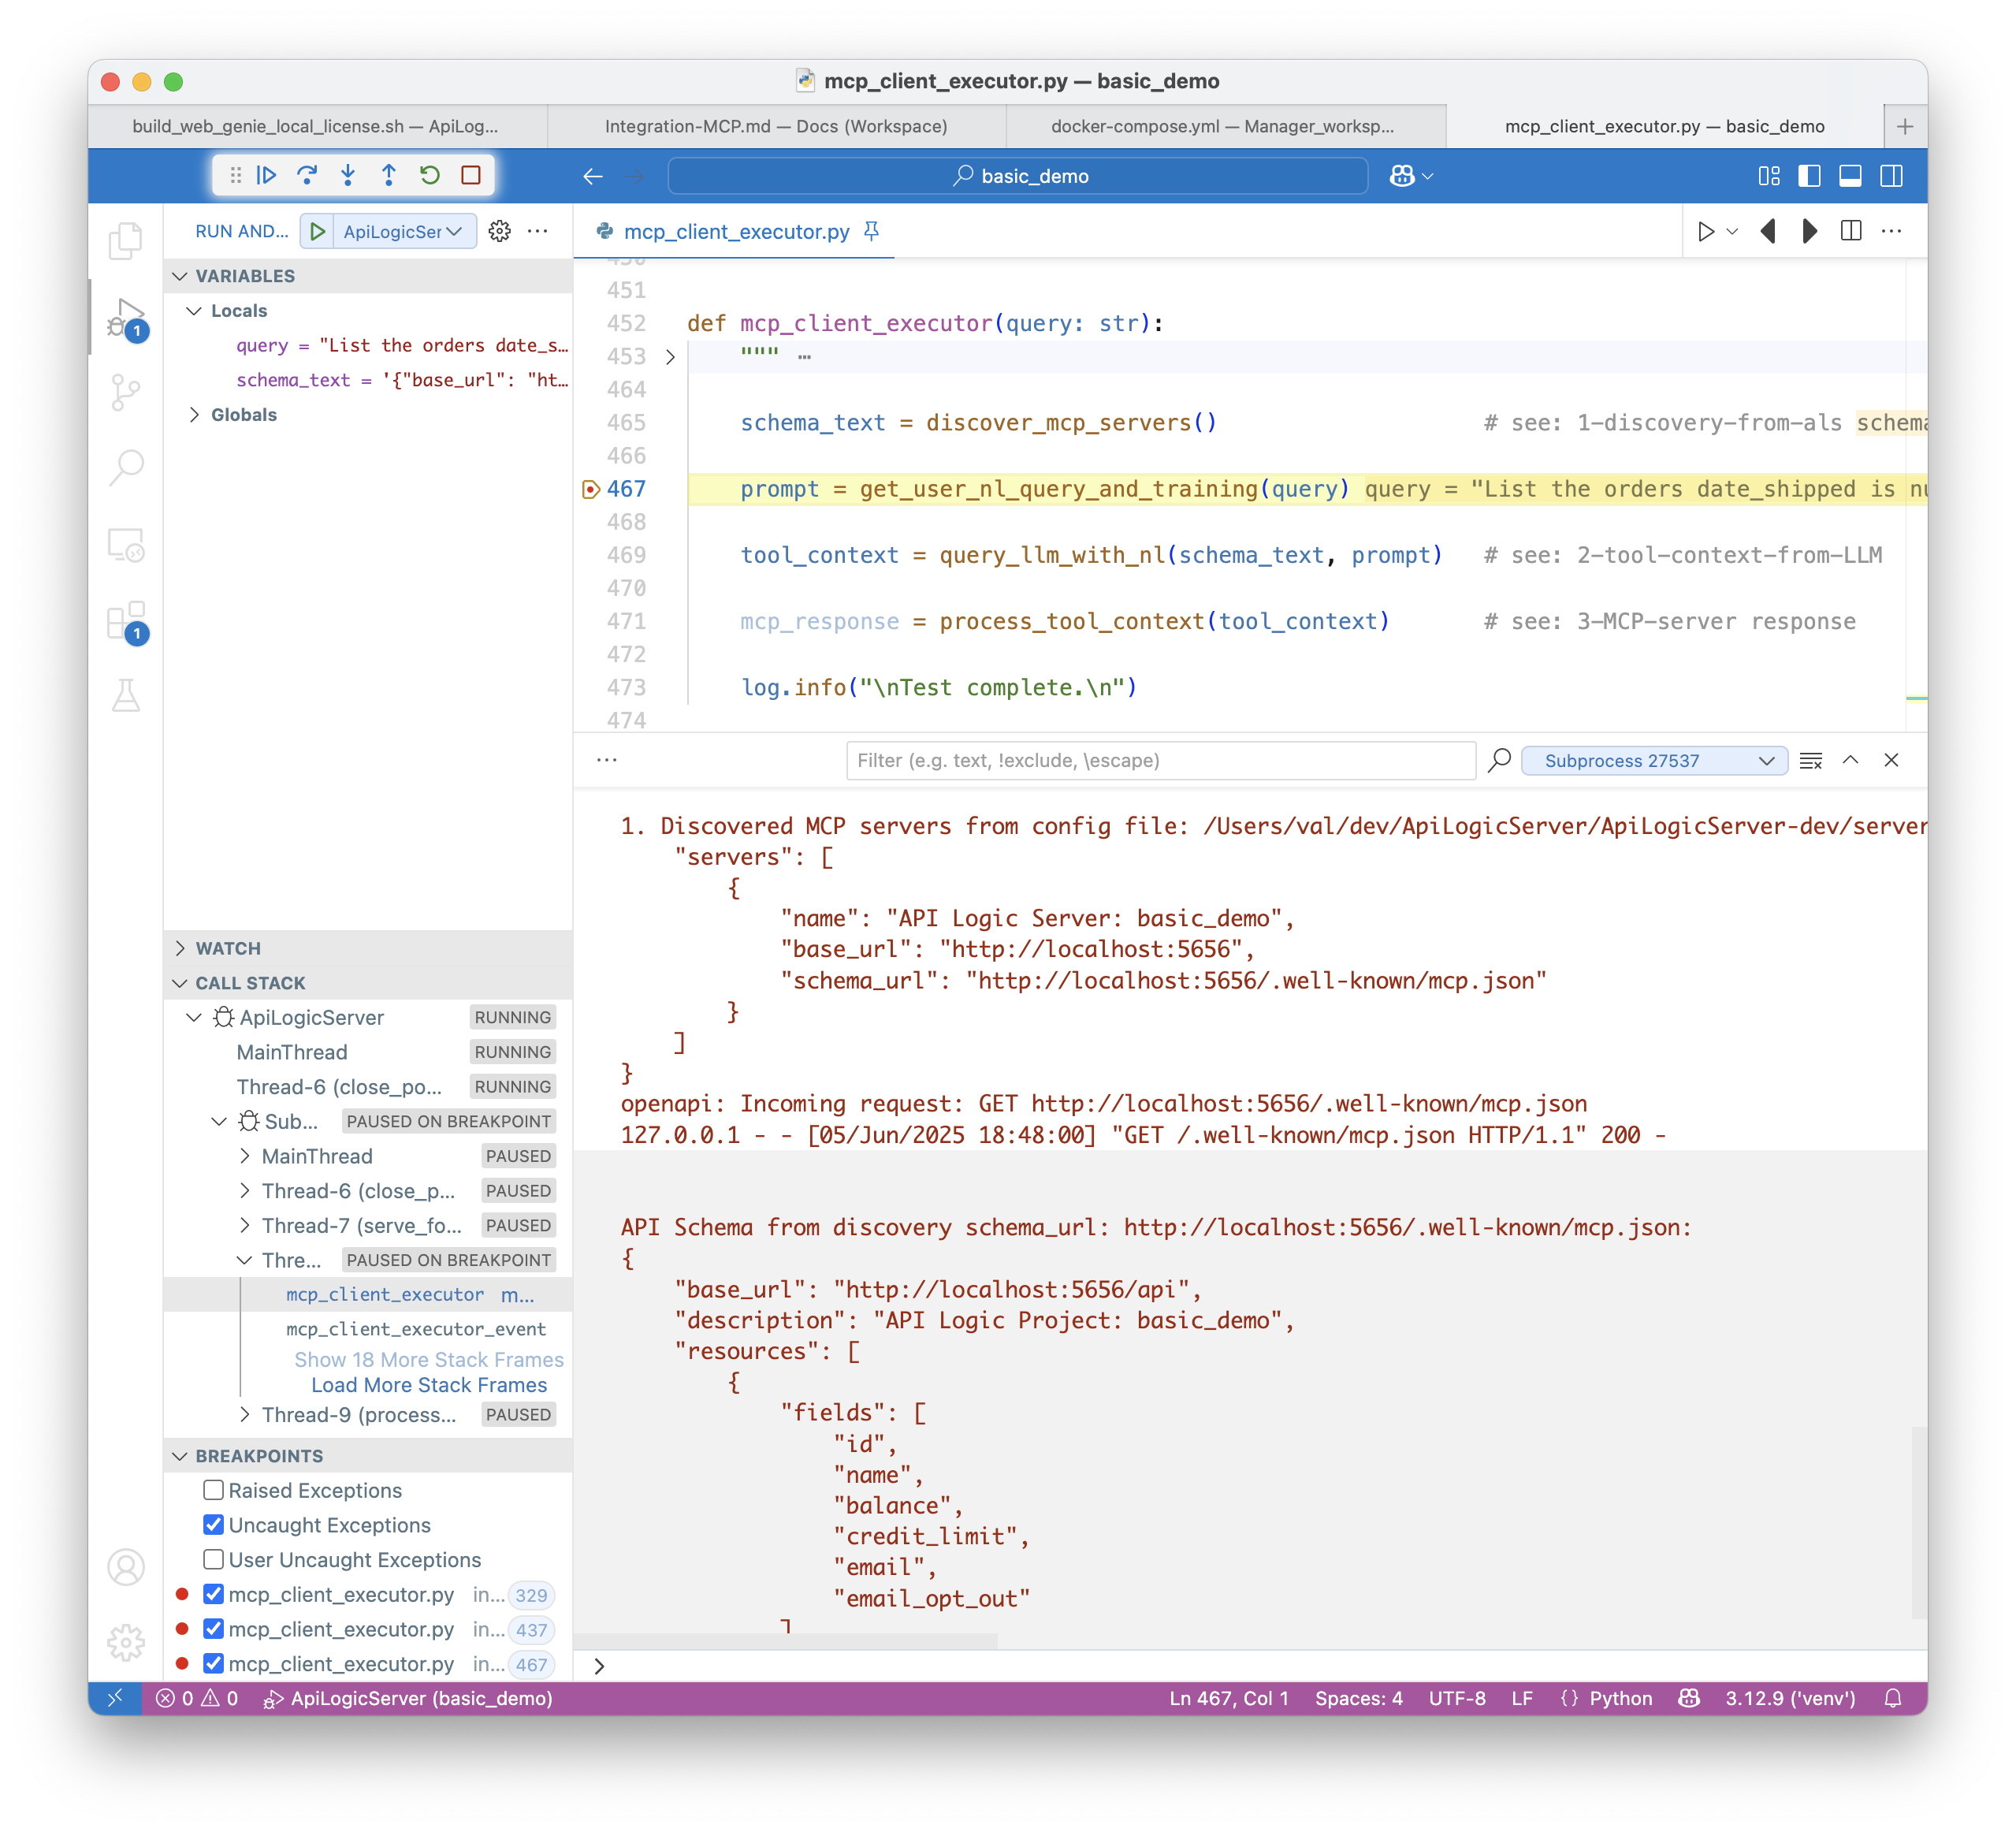 mcp_client_executor.py — basic_demo
build_web_genie_local_license.sh — ApiLog...
Integration-MCP.md — Docs (Workspace)
docker-compose.yml — Manager_worksp...
mcp_client_executor.py — basic_demo
basic_demo
RUN AND...
ApiLogicSer
mcp_client_executor.py
VARIABLES
Locals
query = "List the orders date_s...
schema_text = '{"base_url": "ht...
Globals
WATCH
CALL STACK
ApiLogicServer RUNNING
MainThread RUNNING
Thread-6 (close_po... RUNNING
Sub... PAUSED ON BREAKPOINT
MainThread PAUSED
Thread-6 (close_p... PAUSED
Thread-7 (serve_fo... PAUSED
Thre... PAUSED ON BREAKPOINT
mcp_client_executor m...
mcp_client_executor_event
Show 18 More Stack Frames
Load More Stack Frames
Thread-9 (process... PAUSED
BREAKPOINTS
Raised Exceptions
Uncaught Exceptions
User Uncaught Exceptions
mcp_client_executor.py in... 329
mcp_client_executor.py in... 437
mcp_client_executor.py in... 467
1
1
450
451
452 def mcp_client_executor(query: str):
453 """ …
464
465 schema_text = discover_mcp_servers() # see: 1-discovery-from-als schema
466
467 prompt = get_user_nl_query_and_training(query) query = "List the orders date_shipped is nu
468
469 tool_context = query_llm_with_nl(schema_text, prompt) # see: 2-tool-context-from-LLM
470
471 mcp_response = process_tool_context(tool_context) # see: 3-MCP-server response
472
473 log.info("\nTest complete.\n")
474
Filter (e.g. text, !exclude, \escape)
Subprocess 27537
1. Discovered MCP servers from config file: /Users/val/dev/ApiLogicServer/ApiLogicServer-dev/server
"servers": [
{
"name": "API Logic Server: basic_demo",
"base_url": "http://localhost:5656",
"schema_url": "http://localhost:5656/.well-known/mcp.json"
}
]
}
openapi: Incoming request: GET http://localhost:5656/.well-known/mcp.json
127.0.0.1 - - [05/Jun/2025 18:48:00] "GET /.well-known/mcp.json HTTP/1.1" 200 -
API Schema from discovery schema_url: http://localhost:5656/.well-known/mcp.json:
{
"base_url": "http://localhost:5656/api",
"description": "API Logic Project: basic_demo",
"resources": [
{
"fields": [
"id",
"name",
"balance",
"credit_limit",
"email",
"email_opt_out"
]
>
0 0 ApiLogicServer (basic_demo)
Ln 467, Col 1 Spaces: 4 UTF-8 LF {} Python 3.12.9 ('venv')